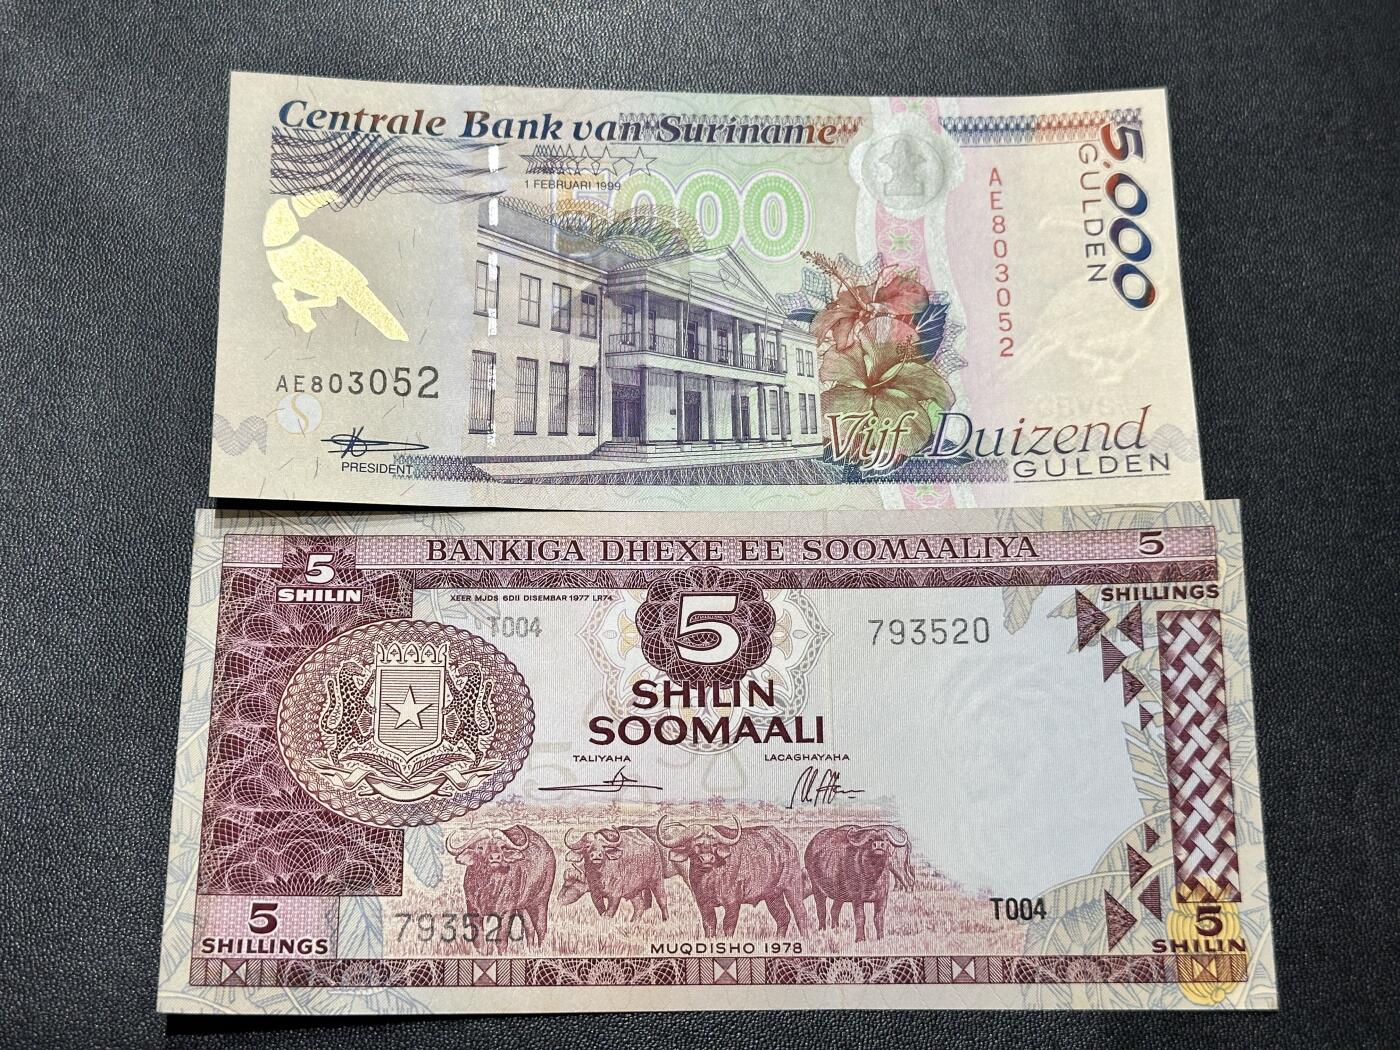 Centrale Bank van Suriname
5.000
GULDEN
1 FEBRUARI 1999
5000
AE803052
AE803052
PRESIDENT
Vijf Duizend
GULDEN
BANKIGA DHEXE EE SOOMAALIYA
5
5
SHILIN
SHILLINGS
XEER MJDS 6DII DISEMBAR 1977 LR74
T004
5
793520
SHILIN
SOOMAALI
TALIYAHA
LACAGHAYAHA
793520
T004
5
SHILLINGS
MUQDISHO 1978
5
SHILIN